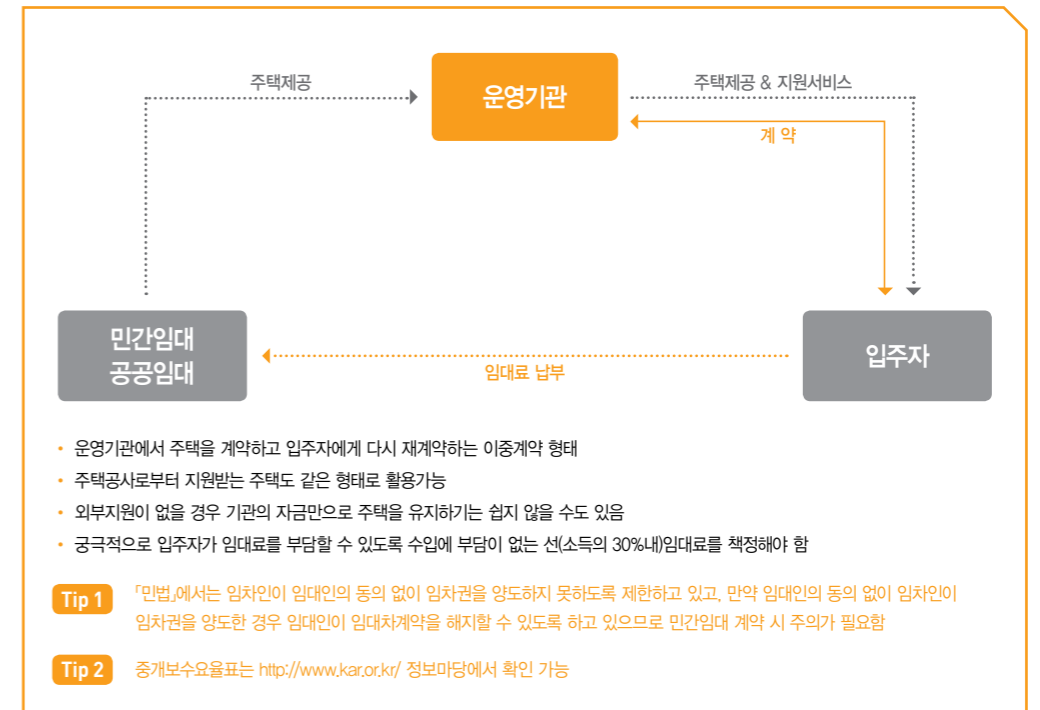 주택제공
운영기관
주택제공 & 지원서비스
계 약
민간임대
공공임대
임대료 납부
입주자
• 운영기관에서 주택을 계약하고 입주자에게 다시 재계약하는 이중계약 형태
• 주택공사로부터 지원받는 주택도 같은 형태로 활용가능
• 외부지원이 없을 경우 기관의 자금만으로 주택을 유지하기는 쉽지 않을 수도 있음
• 궁극적으로 입주자가 임대료를 부담할 수 있도록 수입에 부담이 없는 선(소득의 30%내)임대료를 책정해야 함
Tip 1 「민법」에서는 임차인이 임대인의 동의 없이 임차권을 양도하지 못하도록 제한하고 있고, 만약 임대인의 동의 없이 임차인이
임차권을 양도한 경우 임대인이 임대차계약을 해지할 수 있도록 하고 있으므로 민간임대 계약 시 주의가 필요함
Tip 2 중개보수요율표는 http://www.kar.or.kr/ 정보마당에서 확인 가능